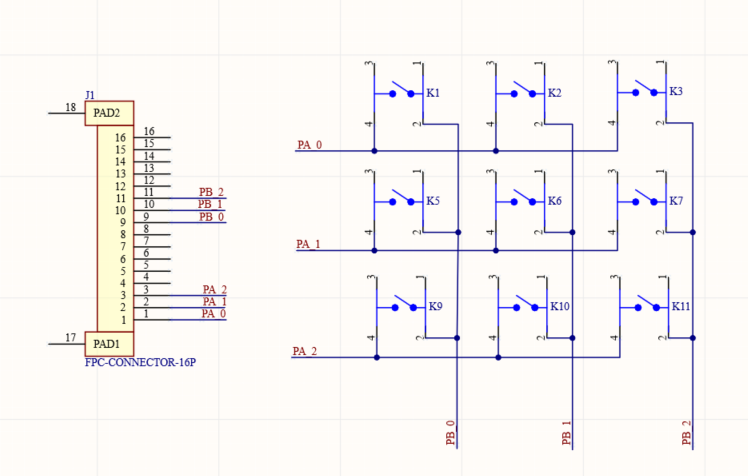 J1
18
PAD2
16 16
15 15
14 14
13 13
12 12
11 11 PB_2
10 10 PB_1
9 9 PB_0
8 8
7 7
6 6
5 5
4 4
3 3 PA_2
2 2 PA_1
1 1 PA_0
17
PAD1
FPC-CONNECTOR-16P
3 1 3 1 3 1
K1 K2 K3
4 2 4 2 4 2
PA_0
3 1 3 1 3 1
K5 K6 K7
4 2 4 2 4 2
PA_1
3 1 3 1 3 1
K9 K10 K11
4 2 4 2 4 2
PA_2
PB_0 PB_1 PB_2